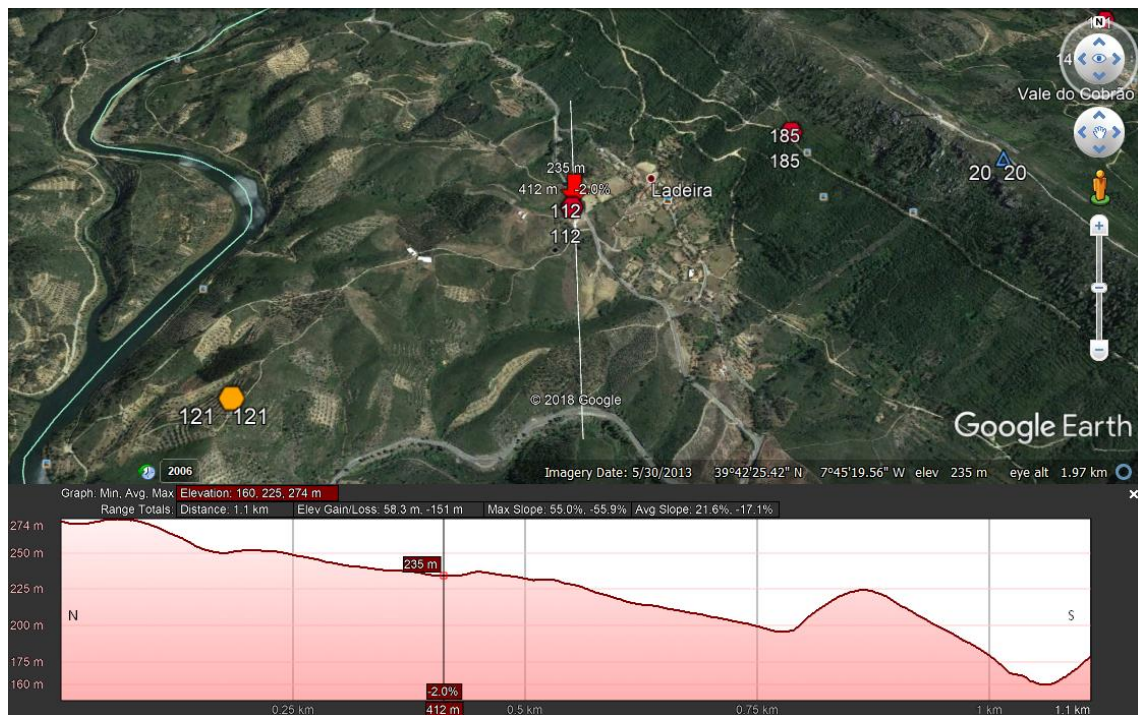 N
14
Vale do Cobrão
185
185
20 20
235 m
412 m -2.0%
Ladeira
112
112
121 121
© 2018 Google
Google Earth
2006
Imagery Date: 5/30/2013 39°42'25.42" N 7°45'19.56" W elev 235 m eye alt 1.97 km
Graph: Min, Avg, Max Elevation: 160, 225, 274 m
Range Totals: Distance: 1.1 km Elev Gain/Loss: 58.3 m, -151 m Max Slope: 55.0%, -55.9% Avg Slope: 21.6%, -17.1%
274 m
250 m
235 m
225 m
N S
200 m
175 m
160 m
-2.0%
0.25 km 412 m 0.5 km 0.75 km 1 km 1.1 km